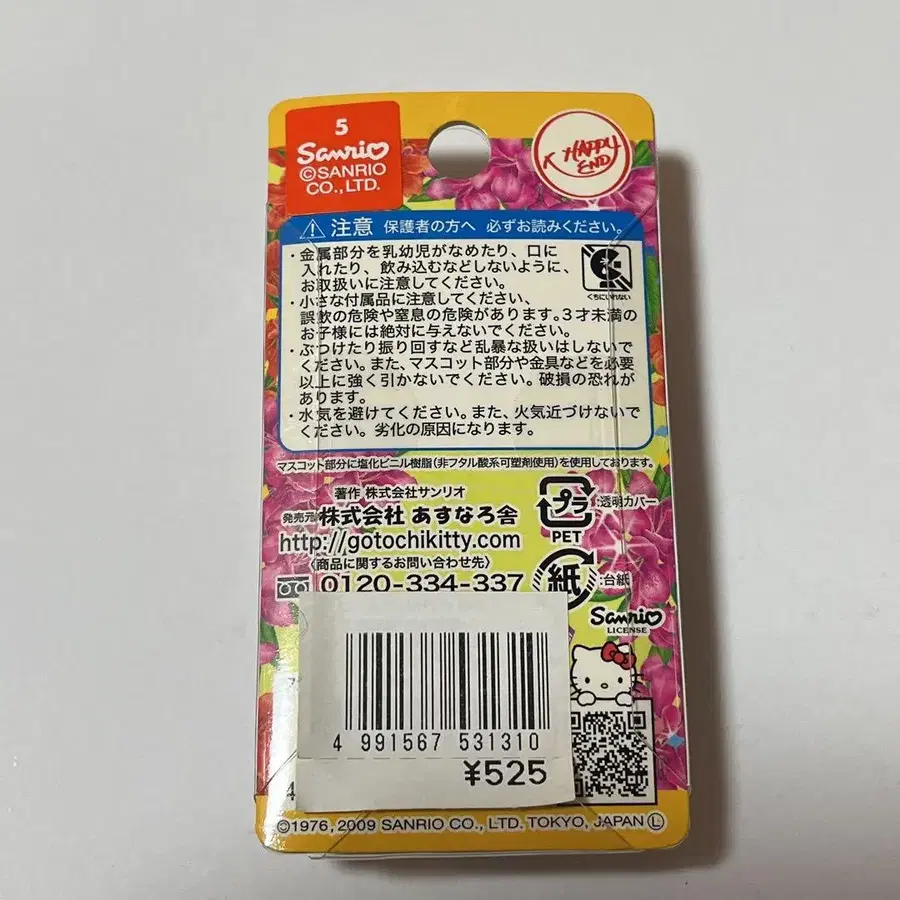 5
Sanrio
©SANRIO
CO.,LTD.
K HAPPY
END
注意 保護者の方へ 必ずお読みください。
・金属部分を乳幼児がなめたり、口に
入れたり、飲み込むなどしないように、
お取扱いに注意してください。
・小さな付属品に注意してください、
誤飲の危険や窒息の危険があります。3才未満の
お子様には絶対に与えないでください。
・ぶつけたり振り回すなど乱暴な扱いはしないで
ください。また、マスコット部分や金具などを必要
以上に強く引かないでください。破損の恐れが
あります。
・水気を避けてください。また、火気近づけないで
ください。劣化の原因になります。
くちにいれない
マスコット部分に塩化ビニル樹脂(非フタル酸系可塑剤使用)を使用しております。
著作 株式会社サンリオ
発売元 株式会社 あすなろ舎
http://gotochikitty.com
〈商品に関するお問い合わせ先〉
0120-334-337
プラ
PET
:透明カバー
紙
:台紙
Sanrio
LICENSE
4 991567 531310
¥525
4
©1976, 2009 SANRIO CO., LTD. TOKYO, JAPAN Ⓛ